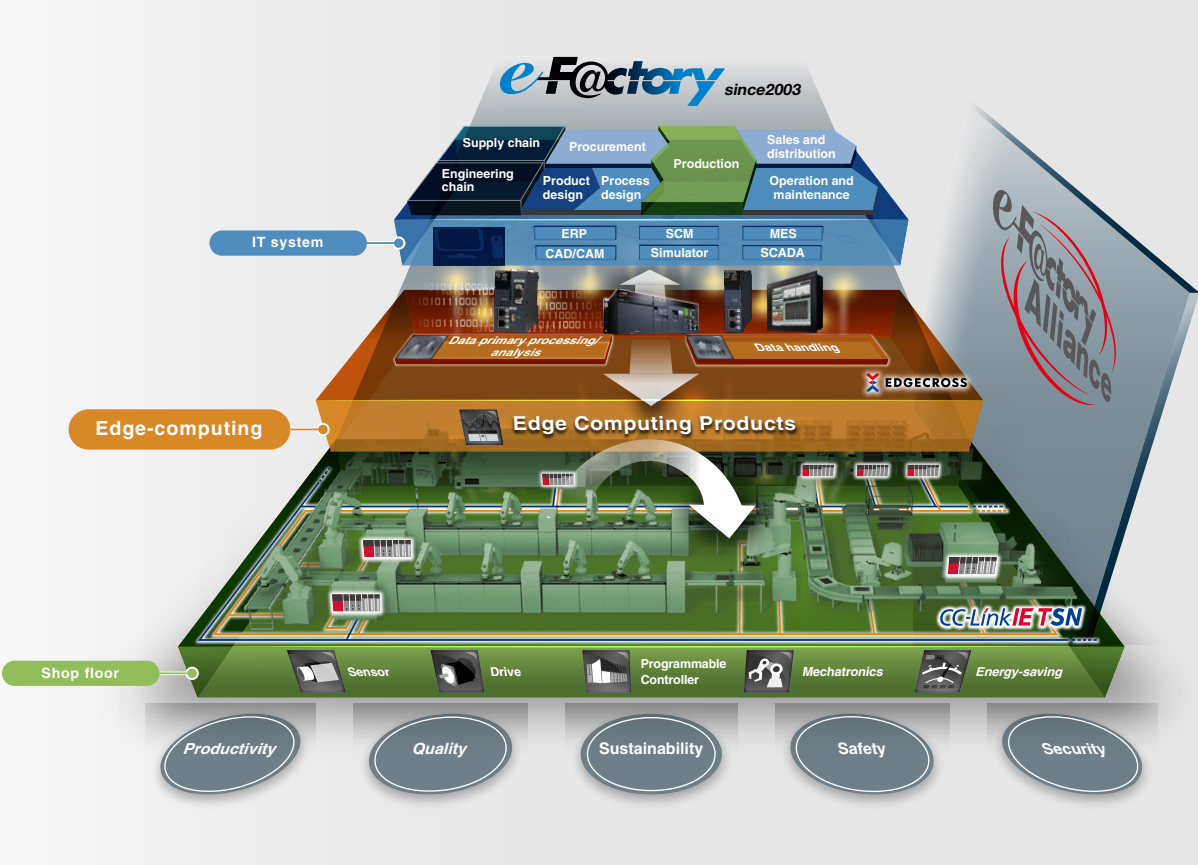 e-F@ctory since2003
Supply chain
Procurement
Production
Sales and
distribution
Engineering
chain
Product
design
Process
design
Operation and
maintenance
IT system
ERP
SCM
MES
CAD/CAM
Simulator
SCADA
e-F@ctory
Alliance
Data primary processing/
analysis
Data handling
EDGECROSS
Edge-computing
Edge Computing Products
CC-Link IE TSN
Shop floor
Sensor
Drive
Programmable
Controller
Mechatronics
Energy-saving
Productivity
Quality
Sustainability
Safety
Security